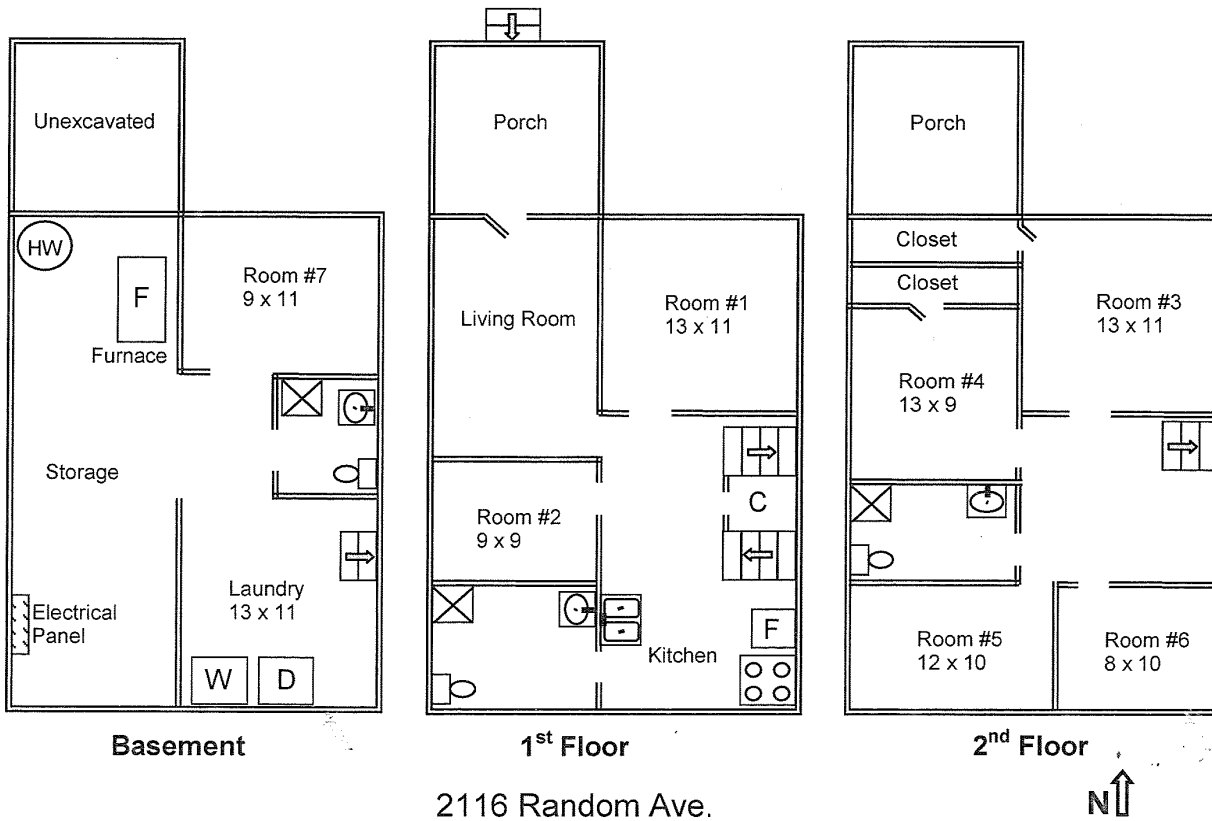 Unexcavated
HW
F
Furnace
Room #7
9 x 11
Storage
Electrical
Panel
Laundry
13 x 11
W
D
Basement
Porch
Living Room
Room #1
13 x 11
Room #2
9 x 9
C
F
Kitchen
1st Floor
Porch
Closet
Closet
Room #3
13 x 11
Room #4
13 x 9
Room #5
12 x 10
Room #6
8 x 10
2nd Floor
2116 Random Ave.
N